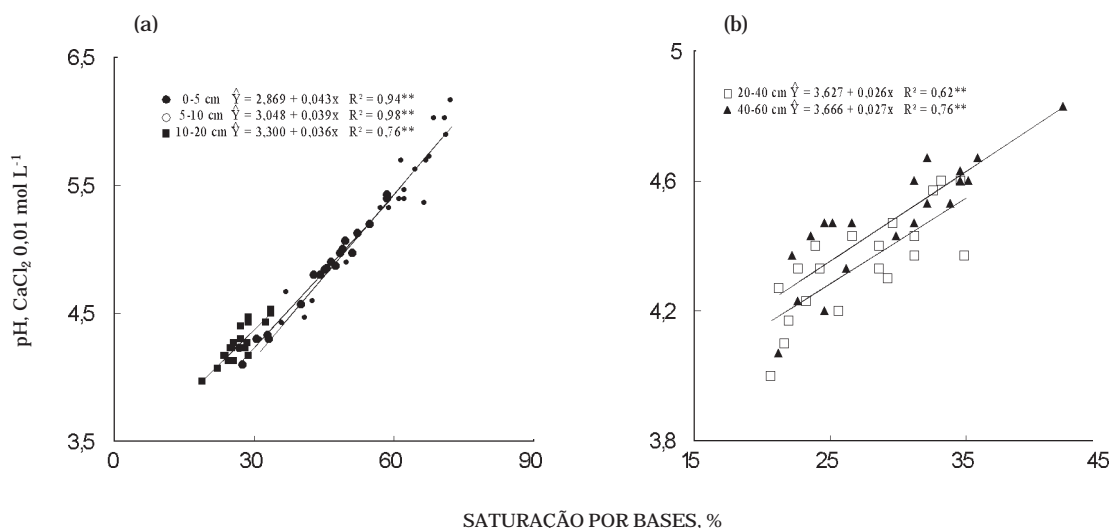 (a)
6,5
5,5
4,5
3,5
0
30
60
90
0-5 cm Ŷ = 2,869 + 0,043x R² = 0,94**
5-10 cm Ŷ = 3,048 + 0,039x R² = 0,98**
10-20 cm Ŷ = 3,300 + 0,036x R² = 0,76**
pH, CaCl₂ 0,01 mol L⁻¹
(b)
5
4,6
4,2
3,8
15
25
35
45
20-40 cm Ŷ = 3,627 + 0,026x R² = 0,62**
40-60 cm Ŷ = 3,666 + 0,027x R² = 0,76**
SATURAÇÃO POR BASES, %